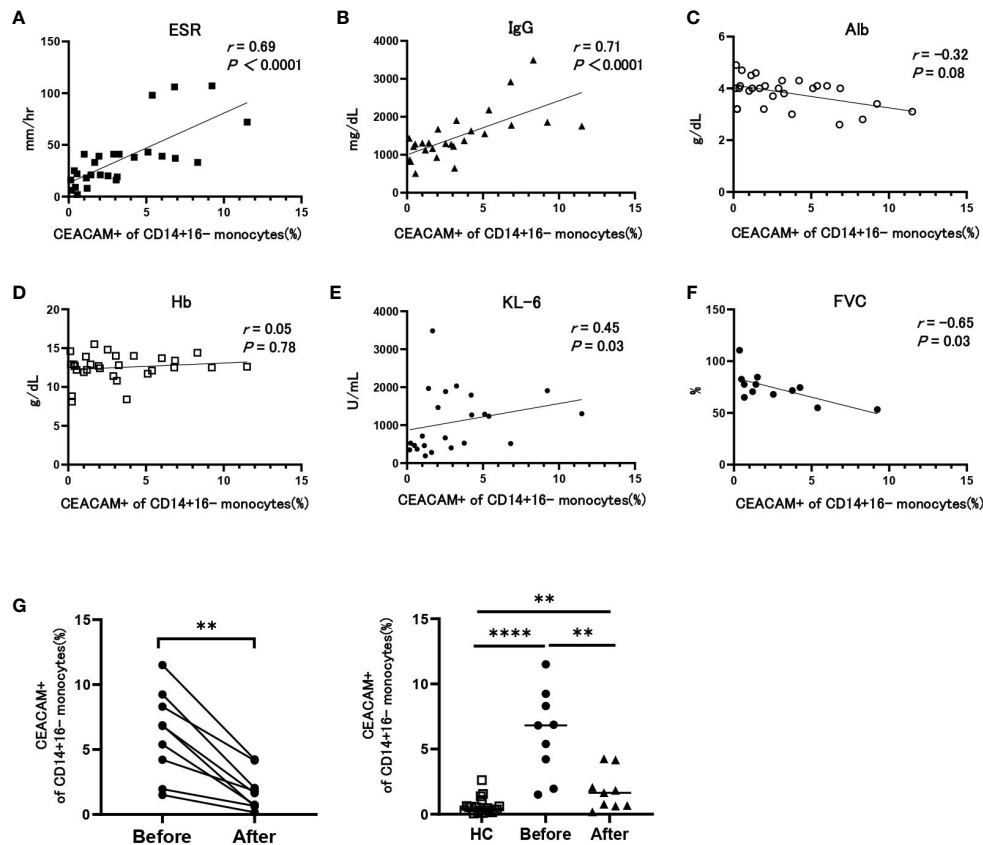 A
ESR
r = 0.69
P < 0.0001
mm/hr
150
100
50
0
0 5 10 15
CEACAM+ of CD14+16− monocytes(%)
B
IgG
r = 0.71
P < 0.0001
mg/dL
4000
3000
2000
1000
0
0 5 10 15
CEACAM+ of CD14+16− monocytes(%)
C
Alb
r = −0.32
P = 0.08
g/dL
6
4
2
0
0 5 10 15
CEACAM+ of CD14+16− monocytes(%)
D
Hb
r = 0.05
P = 0.78
g/dL
20
15
10
5
0
0 5 10 15
CEACAM+ of CD14+16− monocytes(%)
E
KL−6
r = 0.45
P = 0.03
U/mL
4000
3000
2000
1000
0
0 5 10 15
CEACAM+ of CD14+16− monocytes(%)
F
FVC
r = −0.65
P = 0.03
%
150
100
50
0
0 5 10 15
CEACAM+ of CD14+16− monocytes(%)
G
CEACAM+
of CD14+16− monocytes(%)
15
10
5
0
**
Before After
CEACAM+
of CD14+16− monocytes(%)
15
10
5
0
**
**** **
HC Before After